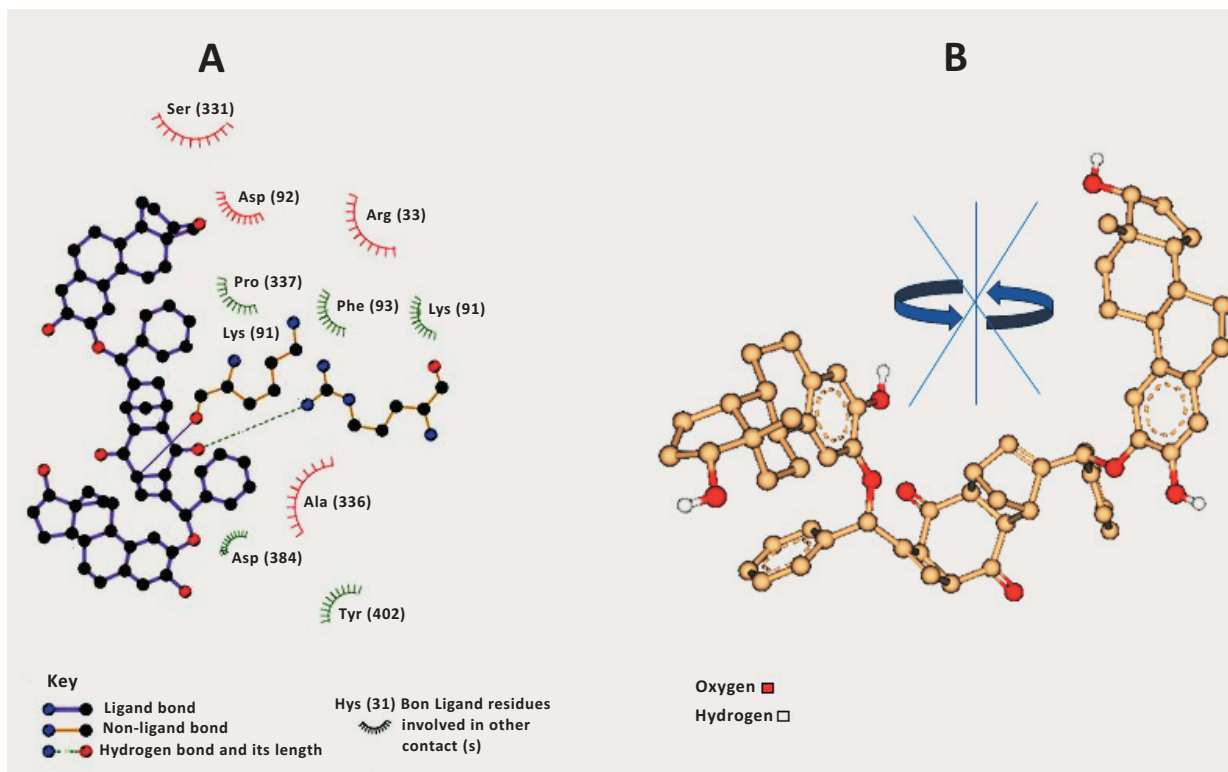 A
B
Ser (331)
Asp (92)
Arg (33)
Pro (337)
Phe (93)
Lys (91)
Lys (91)
Ala (336)
Asp (384)
Tyr (402)
Key
Ligand bond
Non-ligand bond
Hydrogen bond and its length
Hys (31) Bon Ligand residues
involved in other
contact (s)
Oxygen
Hydrogen